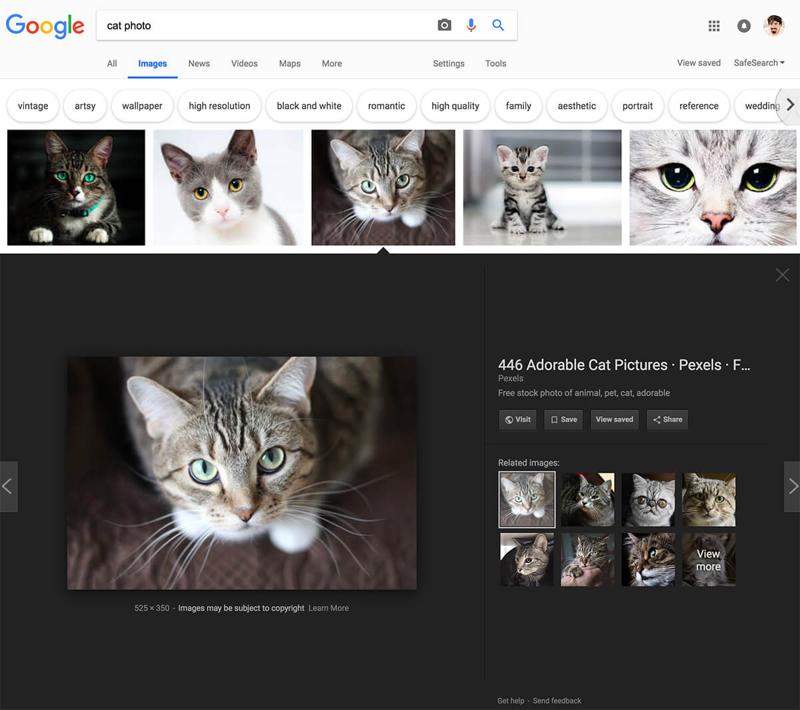 Google
cat photo
All Images News Videos Maps More Settings Tools View saved SafeSearch
vintage artsy wallpaper high resolution black and white romantic high quality family aesthetic portrait reference wedding
446 Adorable Cat Pictures · Pexels · F...
Pexels
Free stock photo of animal, pet, cat, adorable
Visit Save View saved Share
Related images:
View
more
525 × 350 - Images may be subject to copyright Learn More
Get help - Send feedback